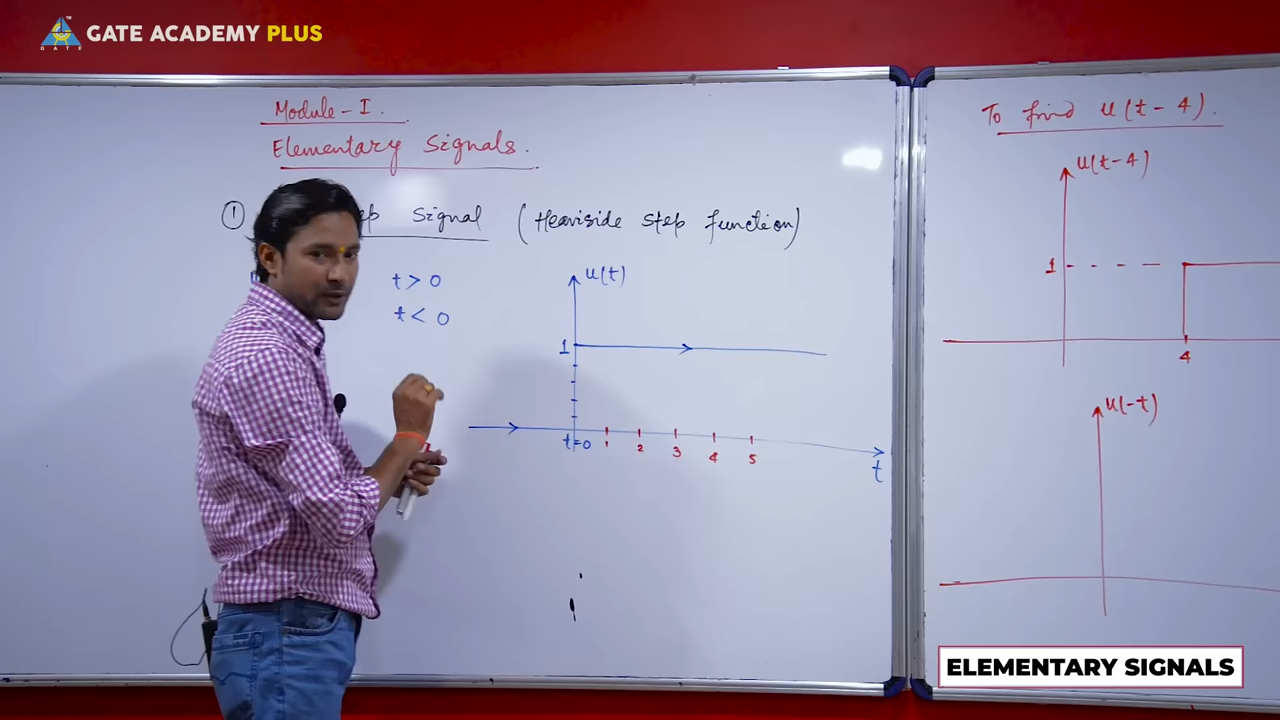 GATE ACADEMY PLUS
GATE
Module-I.
Elementary Signals.
① Signal (Heaviside step function)
t > 0
t < 0
u(t)
1
t=0 1 2 3 4 5
t
To find u(t-4).
u(t-4)
1
4
u(-t)
ELEMENTARY SIGNALS